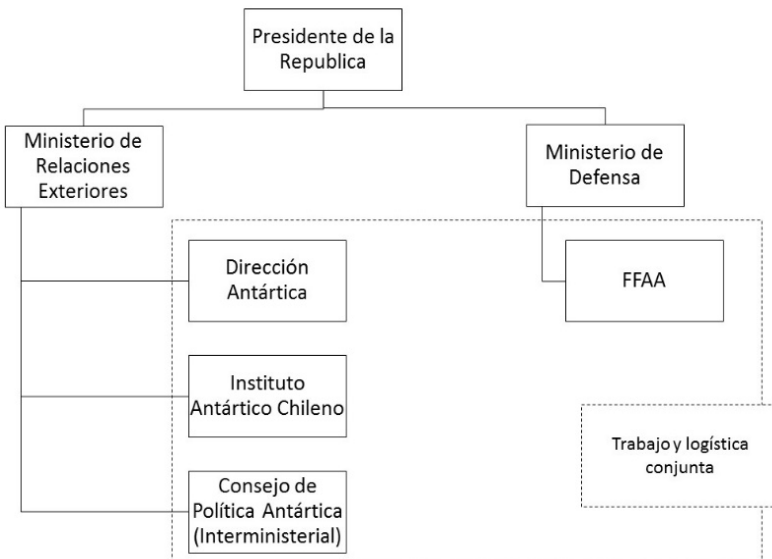 Presidente de la
Republica
Ministerio de
Relaciones
Exteriores
Ministerio de
Defensa
Dirección
Antártica
FFAA
Instituto
Antártico Chileno
Trabajo y logística
conjunta
Consejo de
Política Antártica
(Interministerial)